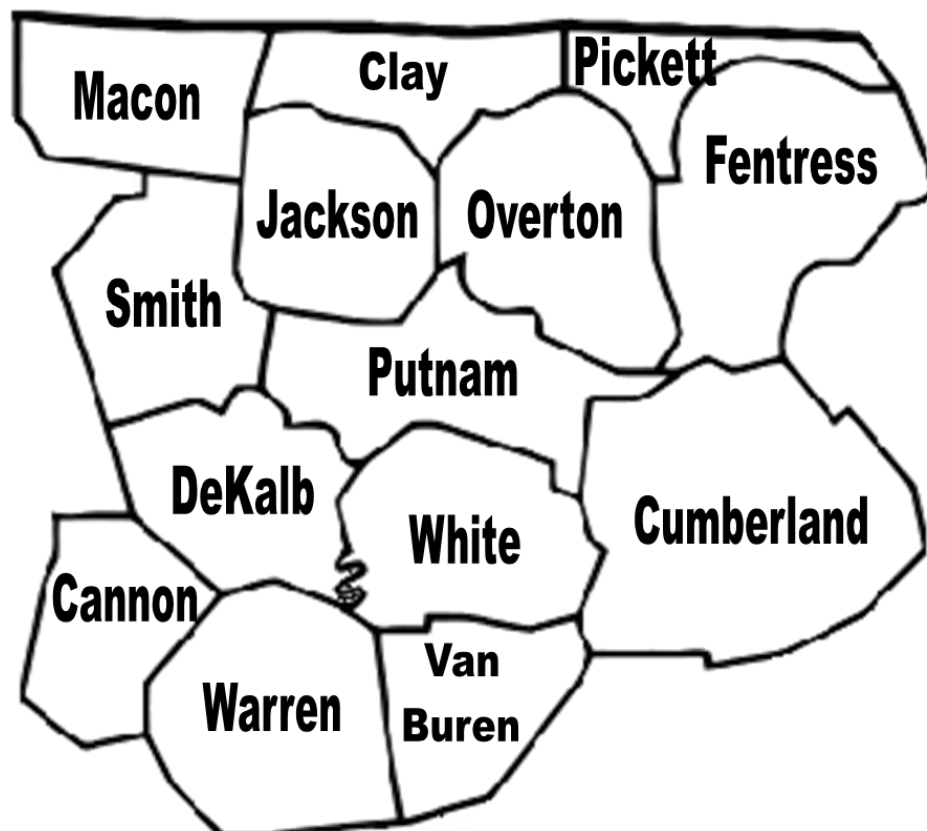 Pickett
Clay
Macon
Fentress
Jackson
Overton
Smith
Putnam
DeKalb
White
Cumberland
Cannon
Van
Buren
Warren